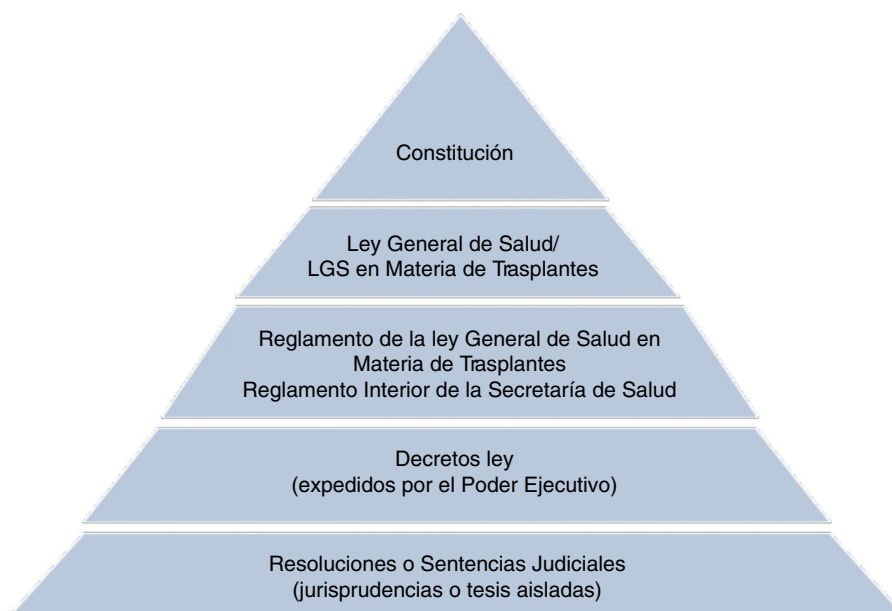 Constitución
Ley General de Salud/
LGS en Materia de Trasplantes
Reglamento de la ley General de Salud en
Materia de Trasplantes
Reglamento Interior de la Secretaría de Salud
Decretos ley
(expedidos por el Poder Ejecutivo)
Resoluciones o Sentencias Judiciales
(jurisprudencias o tesis aisladas)